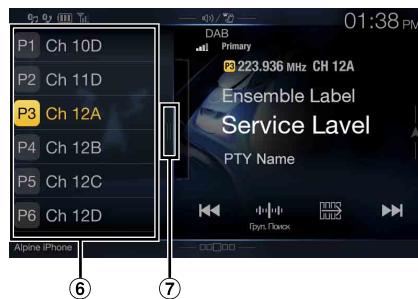 01:38 PM
DAB
Primary
P3 223.936 MHz CH 12A
Ensemble Label
Service Lavel
PTY Name
P1 Ch 10D
P2 Ch 11D
P3 Ch 12A
P4 Ch 12B
P5 Ch 12C
P6 Ch 12D
Груп. Поиск
Alpine iPhone
6
7